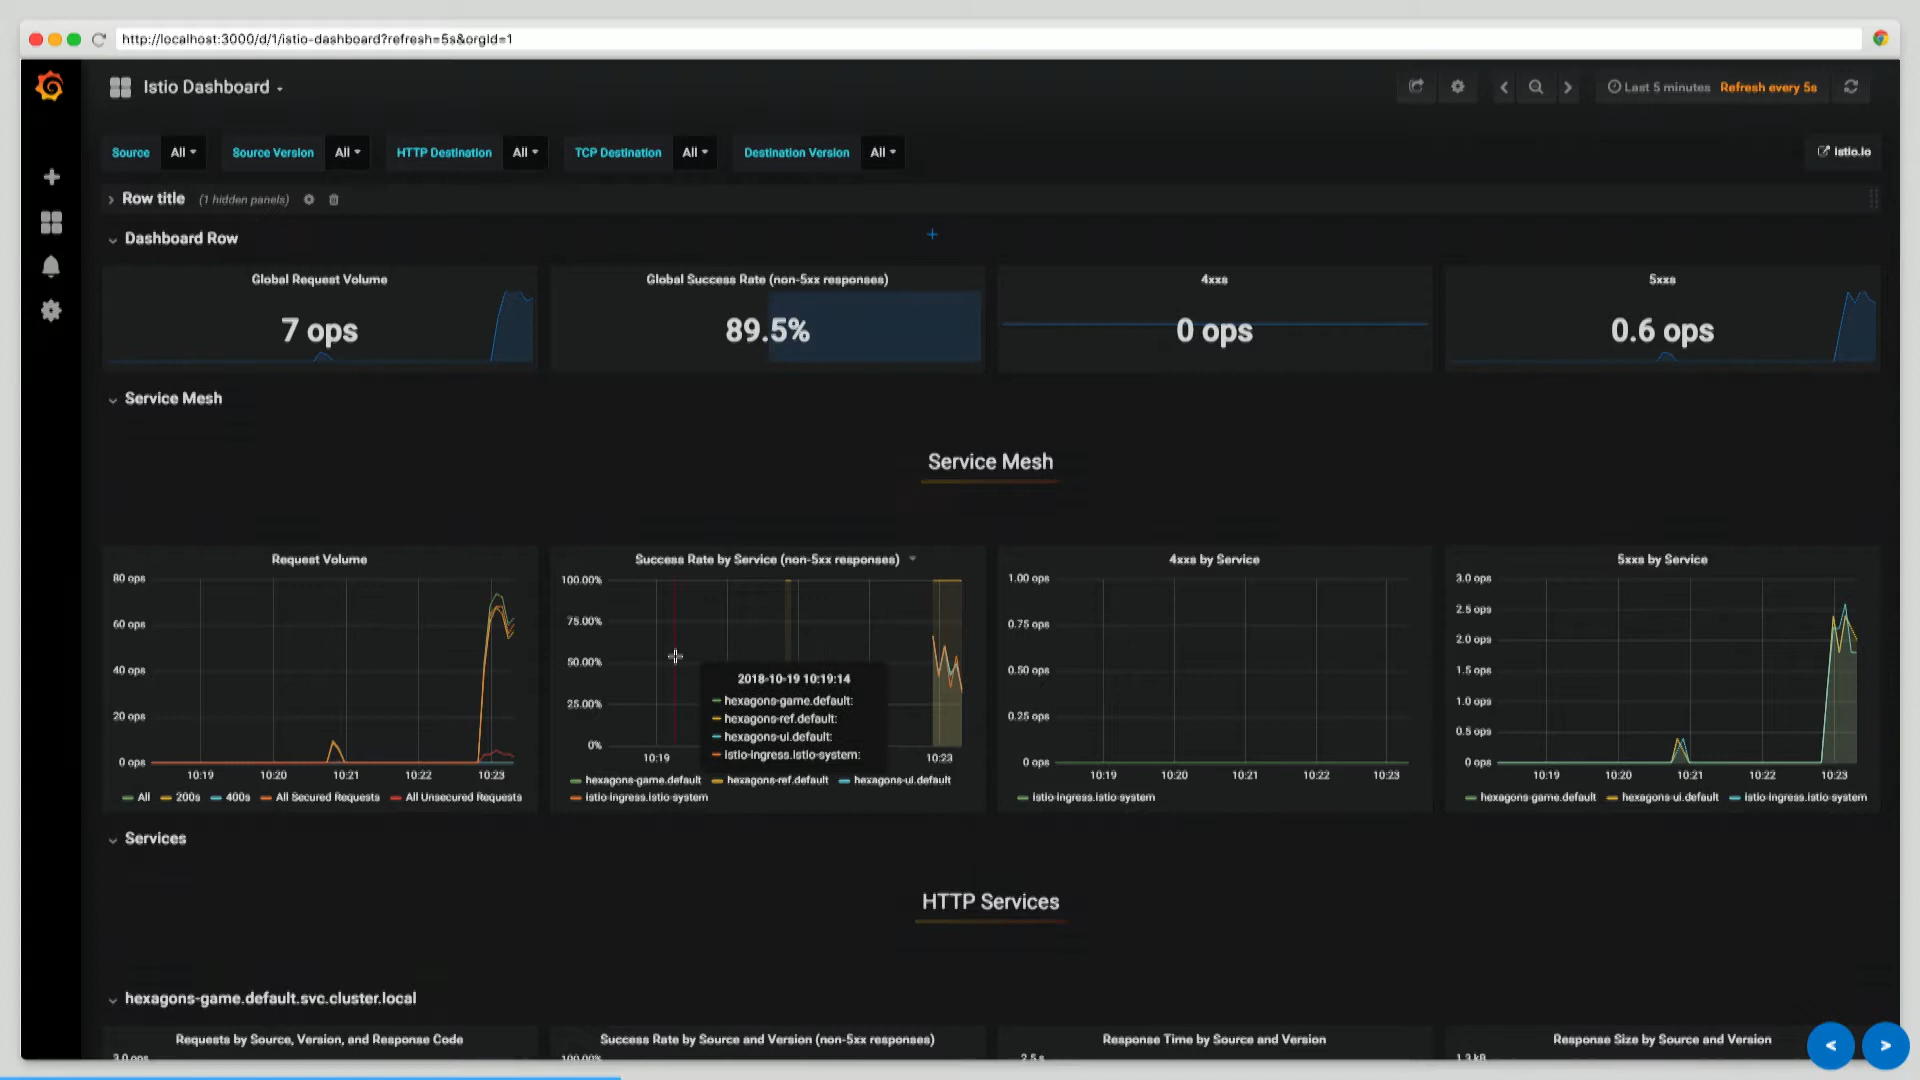 http://localhost:3000/d/1/istio-dashboard?refresh=5s&orgId=1
Istio Dashboard
Last 5 minutes Refresh every 5s
Source All Source Version All HTTP Destination All TCP Destination All Destination Version All istio.io
Row title (1 hidden panels)
Dashboard Row
Global Request Volume
7 ops
Global Success Rate (non-5xx responses)
89.5%
4xxs
0 ops
5xxs
0.6 ops
Service Mesh
Service Mesh
Request Volume
80 ops
60 ops
40 ops
20 ops
0 ops
10:19 10:20 10:21 10:22 10:23
All 200s 400s All Secured Requests All Unsecured Requests
Success Rate by Service (non-5xx responses)
100.00%
75.00%
50.00%
25.00%
0%
2018-10-19 10:19:14
hexagons-game.default:
hexagons-ref.default:
hexagons-ui.default:
istio-ingress.istio-system:
10:19 10:23
hexagons-game.default hexagons-ref.default hexagons-ui.default
istio-ingress.istio-system
4xxs by Service
1.00 ops
0.75 ops
0.50 ops
0.25 ops
0 ops
10:19 10:20 10:21 10:22 10:23
istio-ingress.istio-system
5xxs by Service
3.0 ops
2.5 ops
2.0 ops
1.5 ops
1.0 ops
0.5 ops
0 ops
10:19 10:20 10:21 10:22 10:23
hexagons-game.default hexagons-ui.default istio-ingress.istio-system
Services
HTTP Services
hexagons-game.default.svc.cluster.local
Requests by Source, Version, and Response Code
3.0 ops
Success Rate by Source and Version (non-5xx responses)
100.00%
Response Time by Source and Version
2.5 s
Response Size by Source and Version
1.3 kB